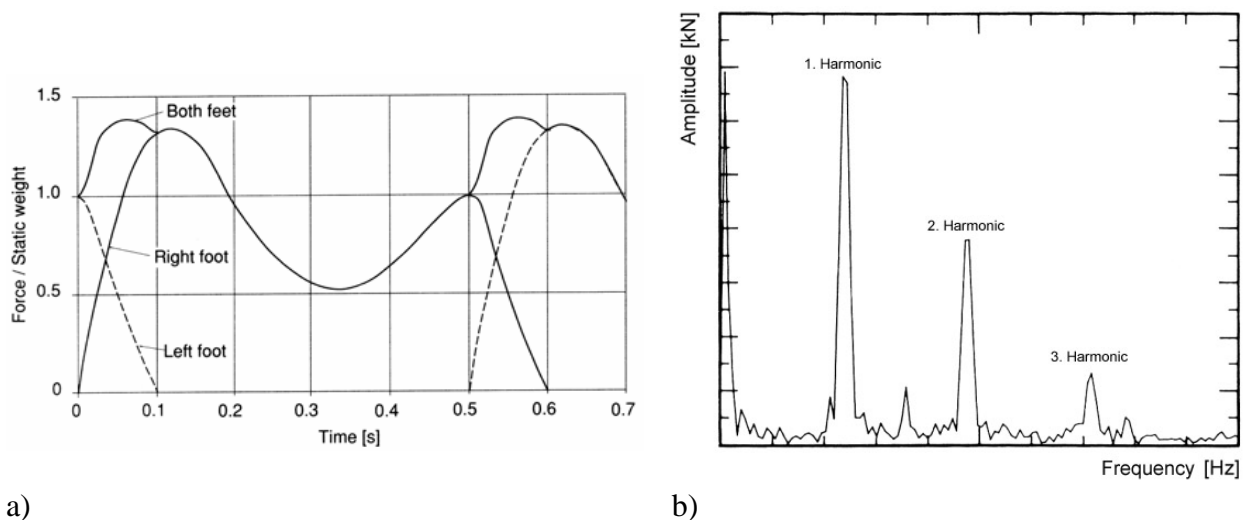 Force / Static weight
1.5
1.0
0.5
0
Both feet
Right foot
Left foot
0 0.1 0.2 0.3 0.4 0.5 0.6 0.7
Time [s]
a)
Amplitude [kN]
1. Harmonic
2. Harmonic
3. Harmonic
Frequency [Hz]
b)